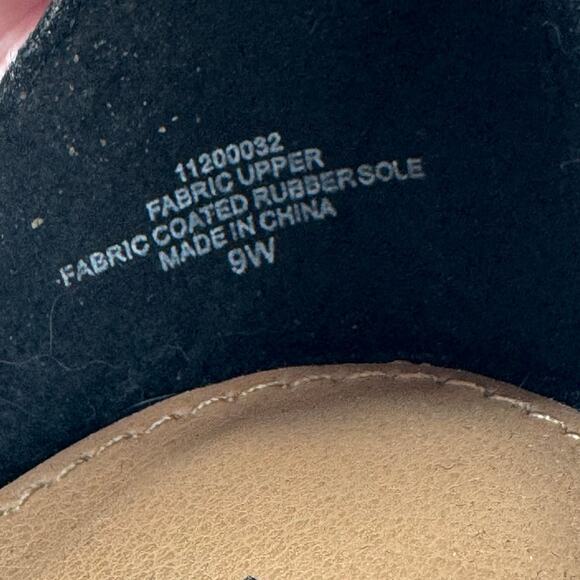 11200032
FABRIC UPPER
FABRIC COATED RUBBER SOLE
MADE IN CHINA
9W